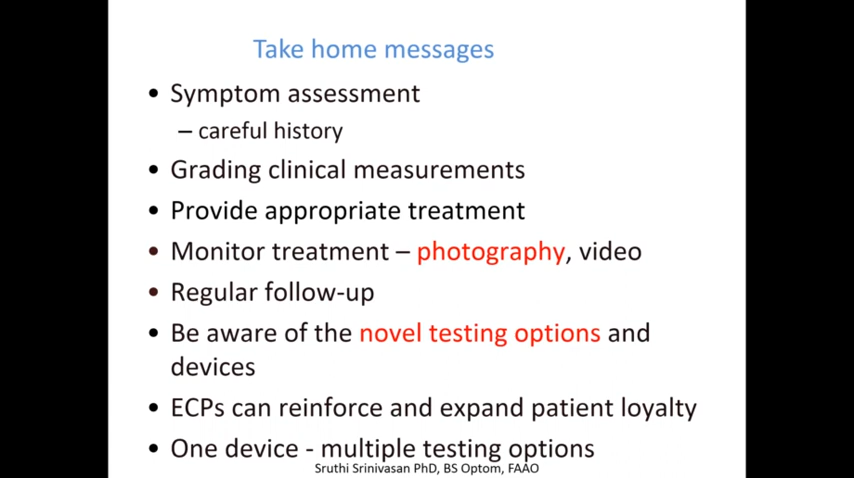 Take home messages
• Symptom assessment
– careful history
• Grading clinical measurements
• Provide appropriate treatment
• Monitor treatment – photography, video
• Regular follow-up
• Be aware of the novel testing options and
devices
• ECPs can reinforce and expand patient loyalty
• One device - multiple testing options
Sruthi Srinivasan PhD, BS Optom, FAAO